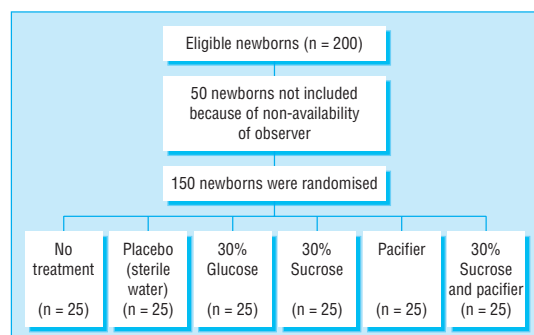 Eligible newborns (n = 200)
50 newborns not included
because of non-availability
of observer
150 newborns were randomised
No
treatment
(n = 25)
Placebo
(sterile
water)
(n = 25)
30%
Glucose
(n = 25)
30%
Sucrose
(n = 25)
Pacifier
(n = 25)
30%
Sucrose
and pacifier
(n = 25)